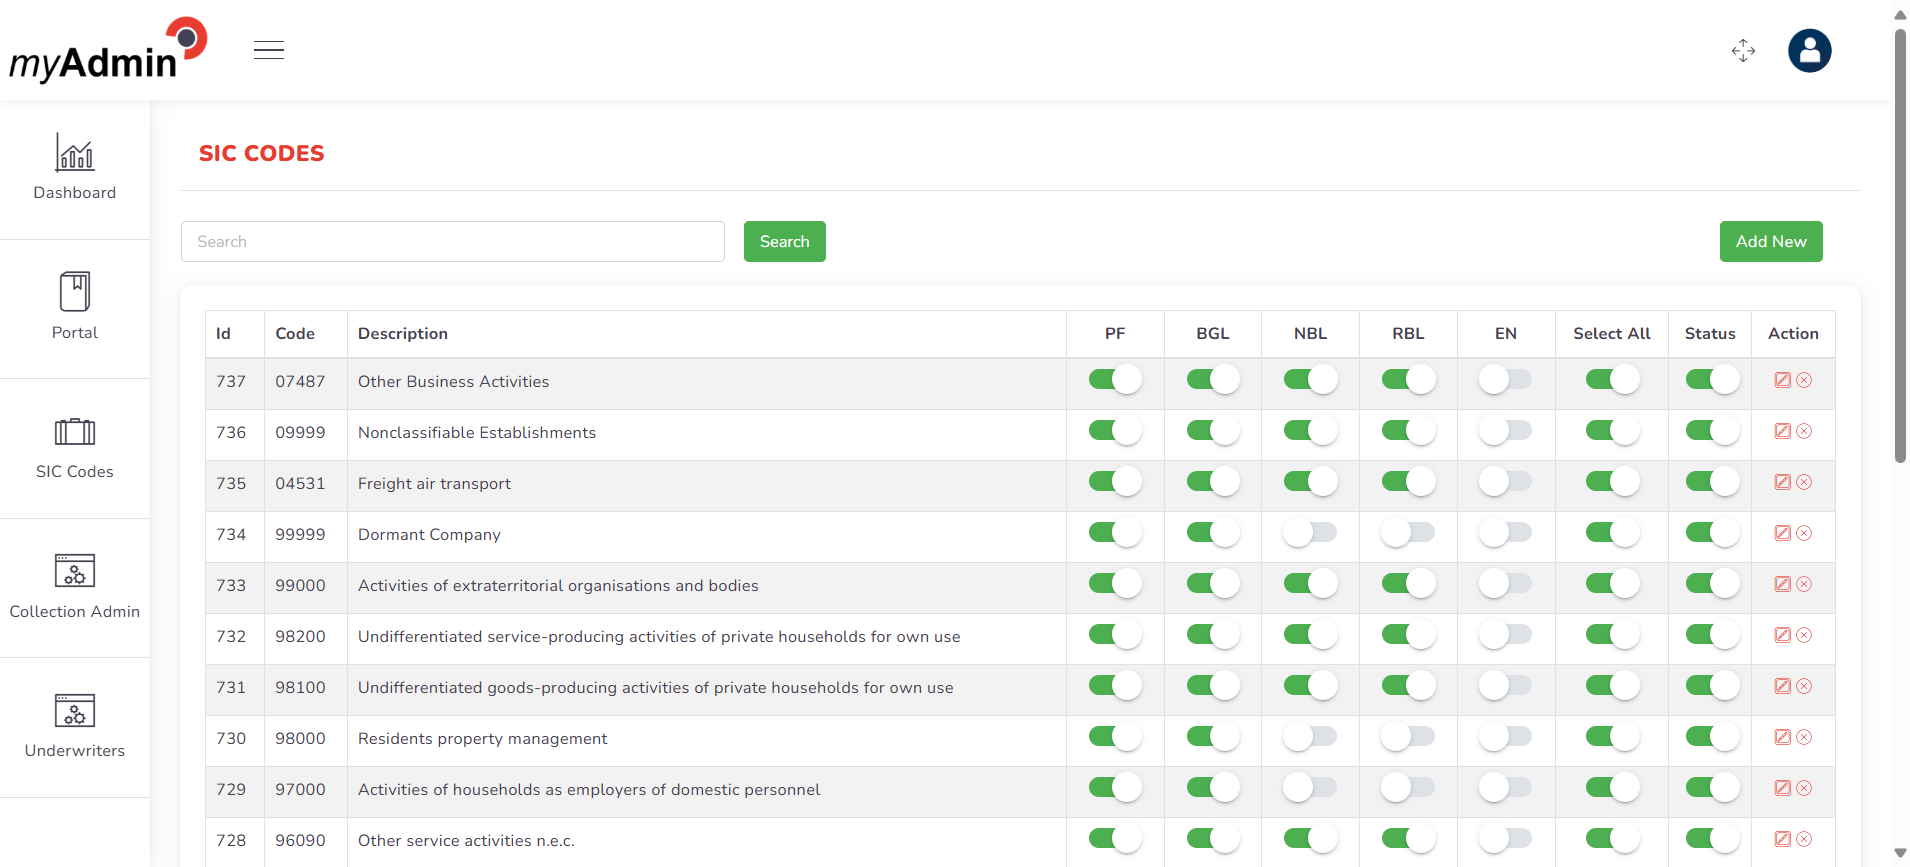 myAdmin
Dashboard
Portal
SIC Codes
Collection Admin
Underwriters
SIC CODES
Search
Search
Add New
Id Code Description PF BGL NBL RBL EN Select All Status Action
737 07487 Other Business Activities
736 09999 Nonclassifiable Establishments
735 04531 Freight air transport
734 99999 Dormant Company
733 99000 Activities of extraterritorial organisations and bodies
732 98200 Undifferentiated service-producing activities of private households for own use
731 98100 Undifferentiated goods-producing activities of private households for own use
730 98000 Residents property management
729 97000 Activities of households as employers of domestic personnel
728 96090 Other service activities n.e.c.